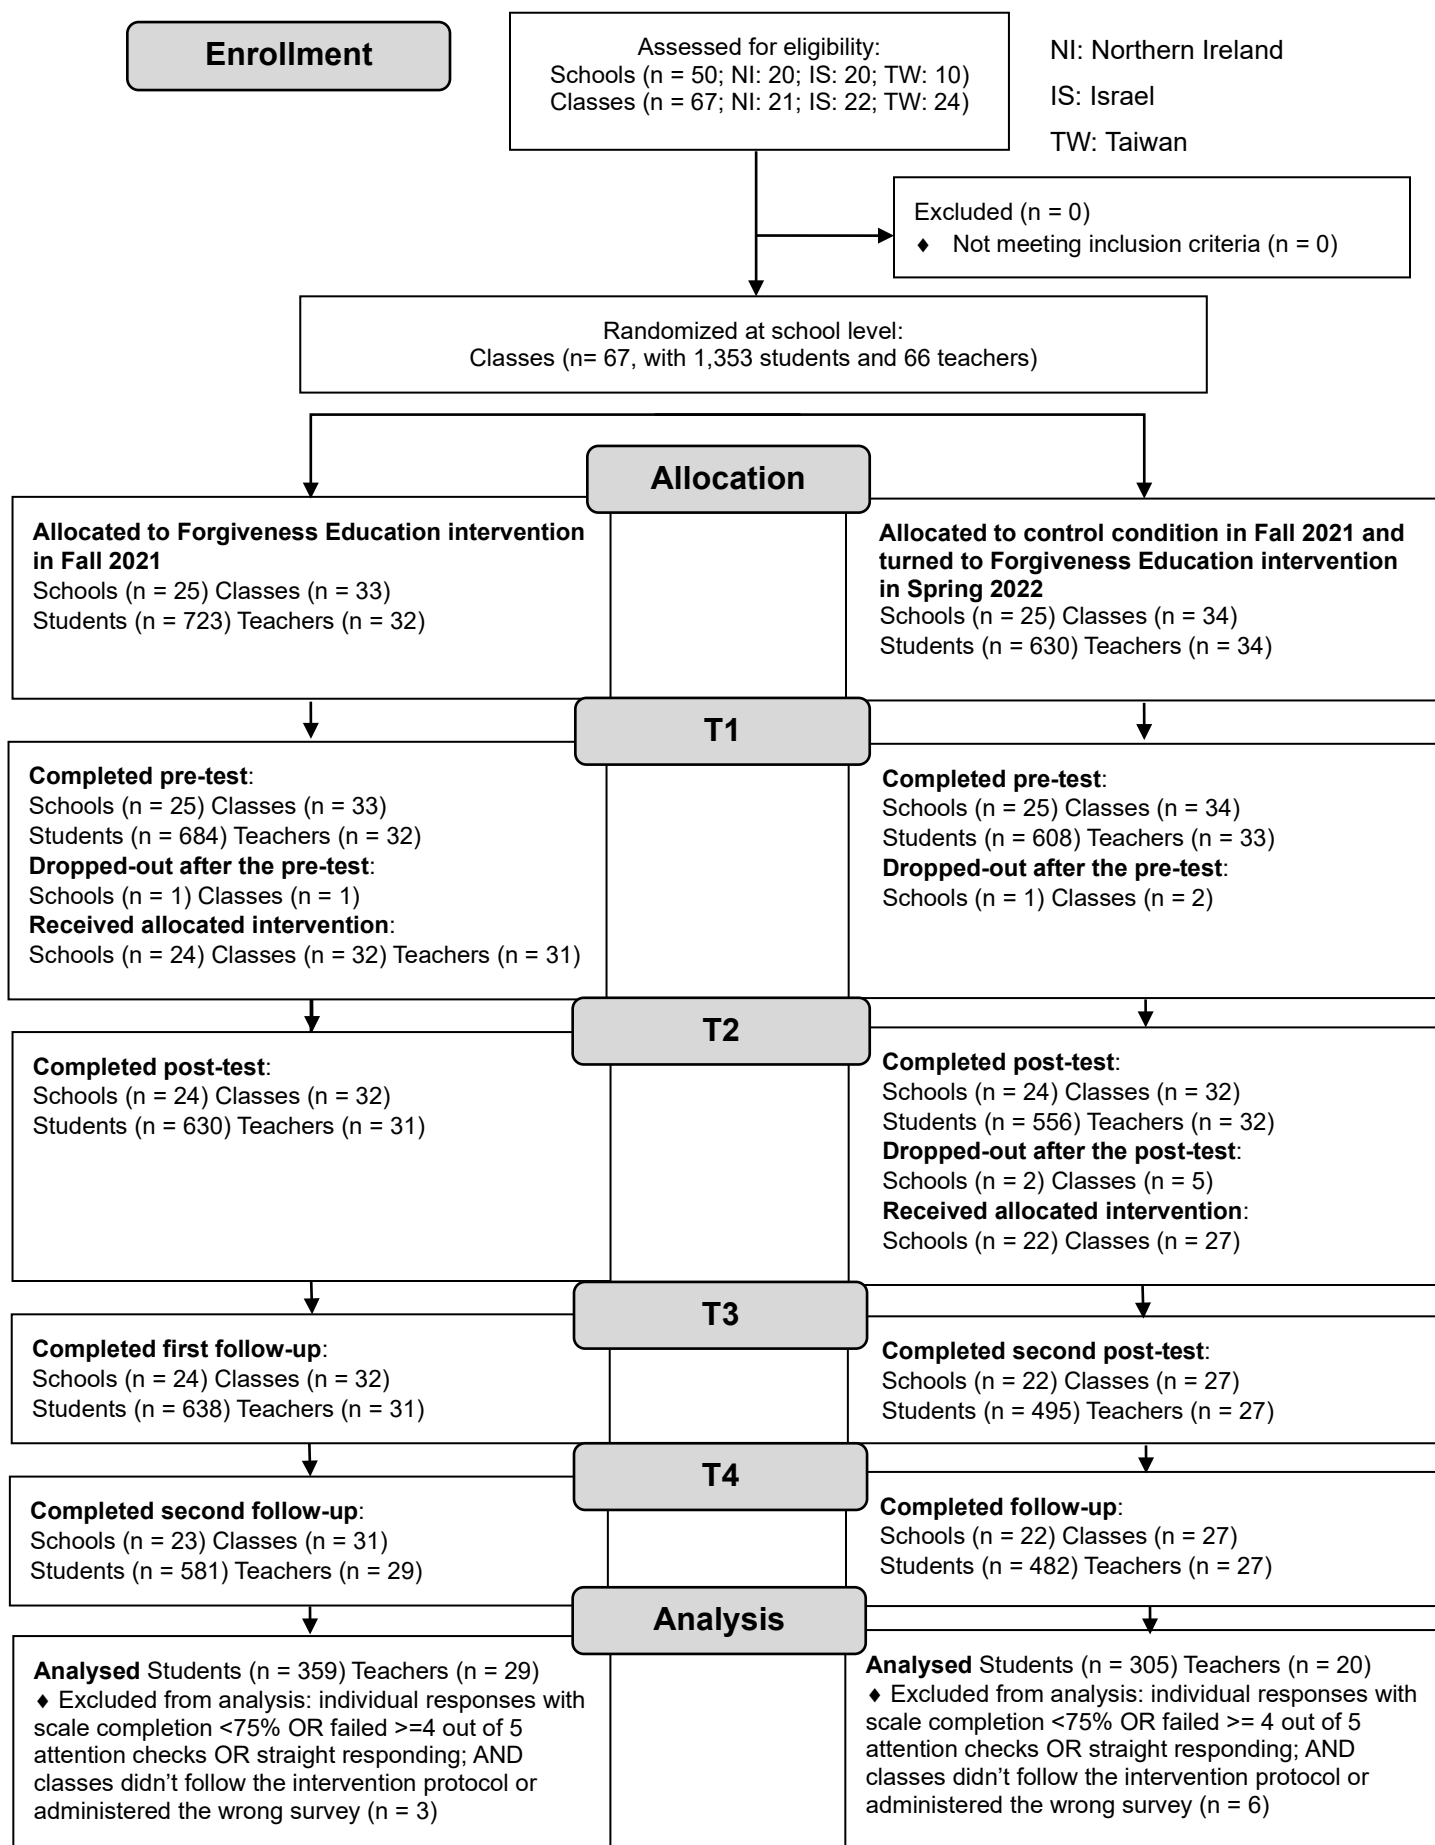 Enrollment
Assessed for eligibility:
Schools (n = 50; NI: 20; IS: 20; TW: 10)
Classes (n = 67; NI: 21; IS: 22; TW: 24)
NI: Northern Ireland
IS: Israel
TW: Taiwan
Excluded (n = 0)
♦ Not meeting inclusion criteria (n = 0)
Randomized at school level:
Classes (n= 67, with 1,353 students and 66 teachers)
Allocation
Allocated to Forgiveness Education intervention
in Fall 2021
Schools (n = 25) Classes (n = 33)
Students (n = 723) Teachers (n = 32)
Allocated to control condition in Fall 2021 and
turned to Forgiveness Education intervention
in Spring 2022
Schools (n = 25) Classes (n = 34)
Students (n = 630) Teachers (n = 34)
T1
Completed pre-test:
Schools (n = 25) Classes (n = 33)
Students (n = 684) Teachers (n = 32)
Dropped-out after the pre-test:
Schools (n = 1) Classes (n = 1)
Received allocated intervention:
Schools (n = 24) Classes (n = 32) Teachers (n = 31)
Completed pre-test:
Schools (n = 25) Classes (n = 34)
Students (n = 608) Teachers (n = 33)
Dropped-out after the pre-test:
Schools (n = 1) Classes (n = 2)
T2
Completed post-test:
Schools (n = 24) Classes (n = 32)
Students (n = 630) Teachers (n = 31)
Completed post-test:
Schools (n = 24) Classes (n = 32)
Students (n = 556) Teachers (n = 32)
Dropped-out after the post-test:
Schools (n = 2) Classes (n = 5)
Received allocated intervention:
Schools (n = 22) Classes (n = 27)
T3
Completed first follow-up:
Schools (n = 24) Classes (n = 32)
Students (n = 638) Teachers (n = 31)
Completed second post-test:
Schools (n = 22) Classes (n = 27)
Students (n = 495) Teachers (n = 27)
T4
Completed second follow-up:
Schools (n = 23) Classes (n = 31)
Students (n = 581) Teachers (n = 29)
Completed follow-up:
Schools (n = 22) Classes (n = 27)
Students (n = 482) Teachers (n = 27)
Analysis
Analysed Students (n = 359) Teachers (n = 29)
♦ Excluded from analysis: individual responses with
scale completion <75% OR failed >=4 out of 5
attention checks OR straight responding; AND
classes didn't follow the intervention protocol or
administered the wrong survey (n = 3)
Analysed Students (n = 305) Teachers (n = 20)
♦ Excluded from analysis: individual responses with
scale completion <75% OR failed >= 4 out of 5
attention checks OR straight responding; AND
classes didn't follow the intervention protocol or
administered the wrong survey (n = 6)